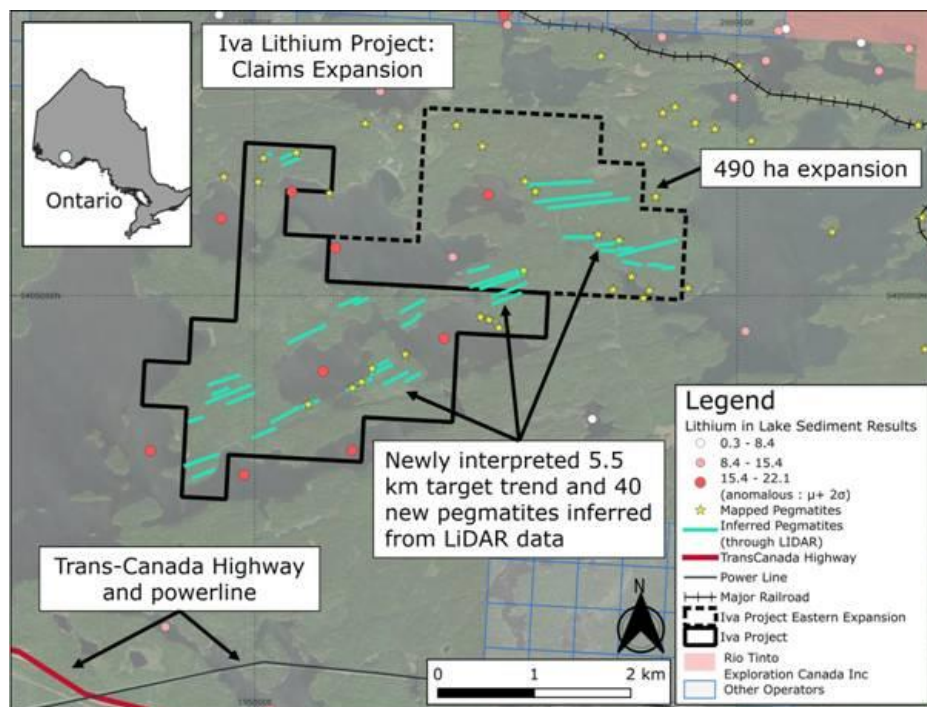 Iva Lithium Project:
Claims Expansion
Ontario
490 ha expansion
Newly interpreted 5.5
km target trend and 40
new pegmatites inferred
from LiDAR data
Trans-Canada Highway
and powerline
N
0 1 2 km
Legend
Lithium in Lake Sediment Results
0.3 - 8.4
8.4 - 15.4
15.4 - 22.1
(anomalous : μ+ 2σ)
Mapped Pegmatites
Inferred Pegmatites
(through LIDAR)
TransCanada Highway
Power Line
Major Railroad
Iva Project Eastern Expansion
Iva Project
Rio Tinto
Exploration Canada Inc
Other Operators